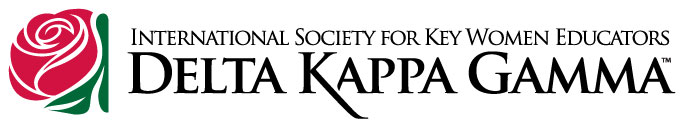 INTERNATIONAL SOCIETY FOR KEY WOMEN EDUCATORS
DELTA KAPPA GAMMA™